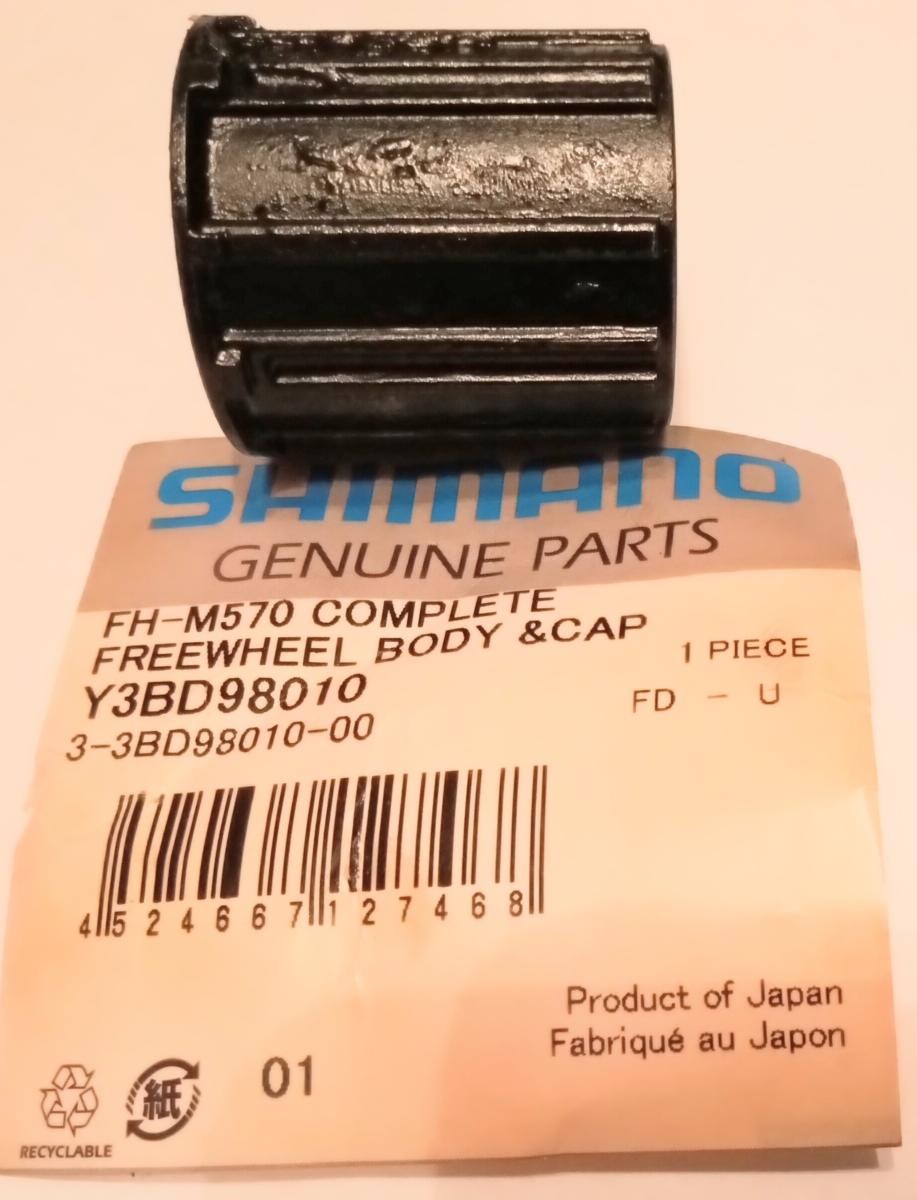 SHIMANO
GENUINE PARTS
FH-M570 COMPLETE
FREEWHEEL BODY &CAP
1 PIECE
Y3BD98010
FD - U
3-3BD98010-00
4 524667 127468
Product of Japan
Fabriqué au Japon
紙
01
RECYCLABLE